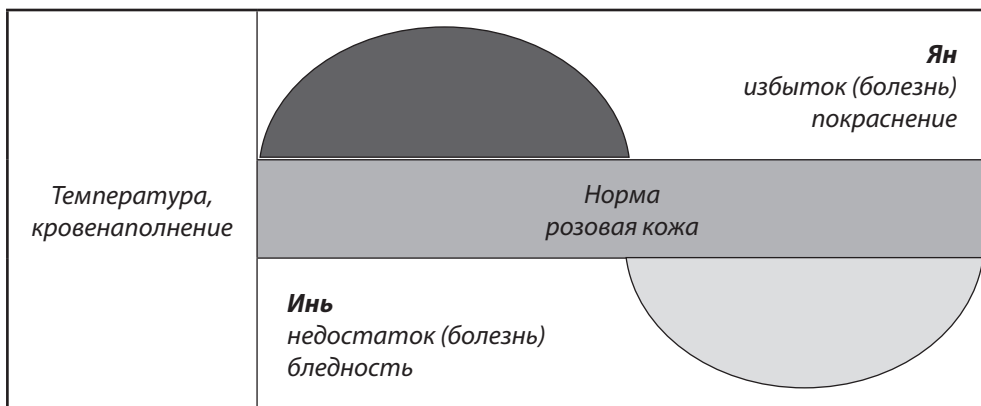 Температура,
кровенаполнение
Ян
избыток (болезнь)
покраснение
Норма
розовая кожа
Инь
недостаток (болезнь)
бледность